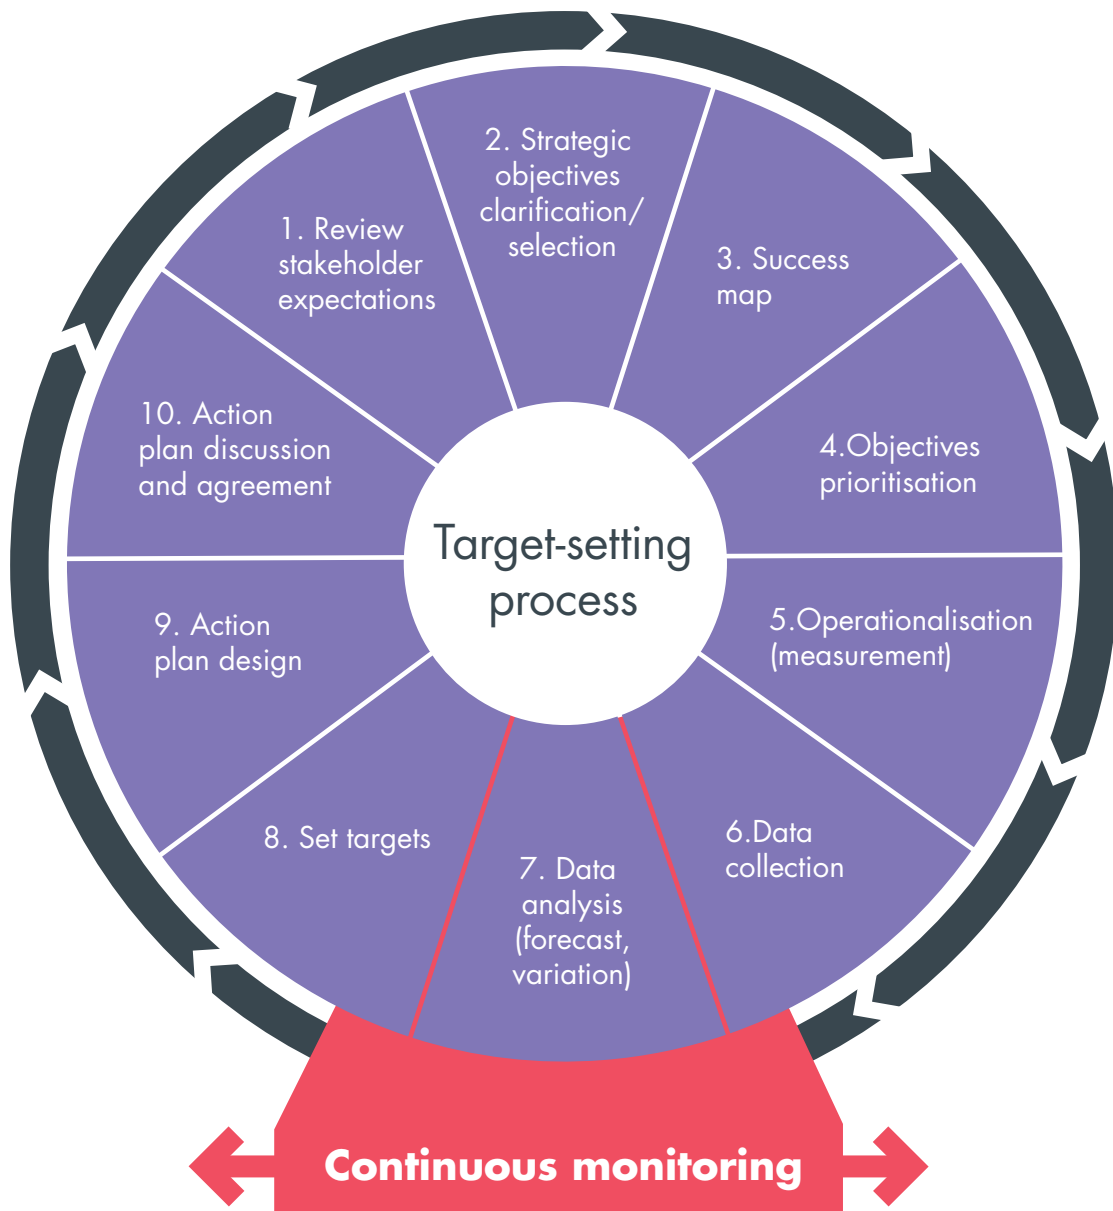 Target-setting
process
1. Review
stakeholder
expectations
2. Strategic
objectives
clarification/
selection
3. Success
map
4.Objectives
prioritisation
5.Operationalisation
(measurement)
6.Data
collection
7. Data
analysis
(forecast,
variation)
8. Set targets
9. Action
plan design
10. Action
plan discussion
and agreement
Continuous monitoring